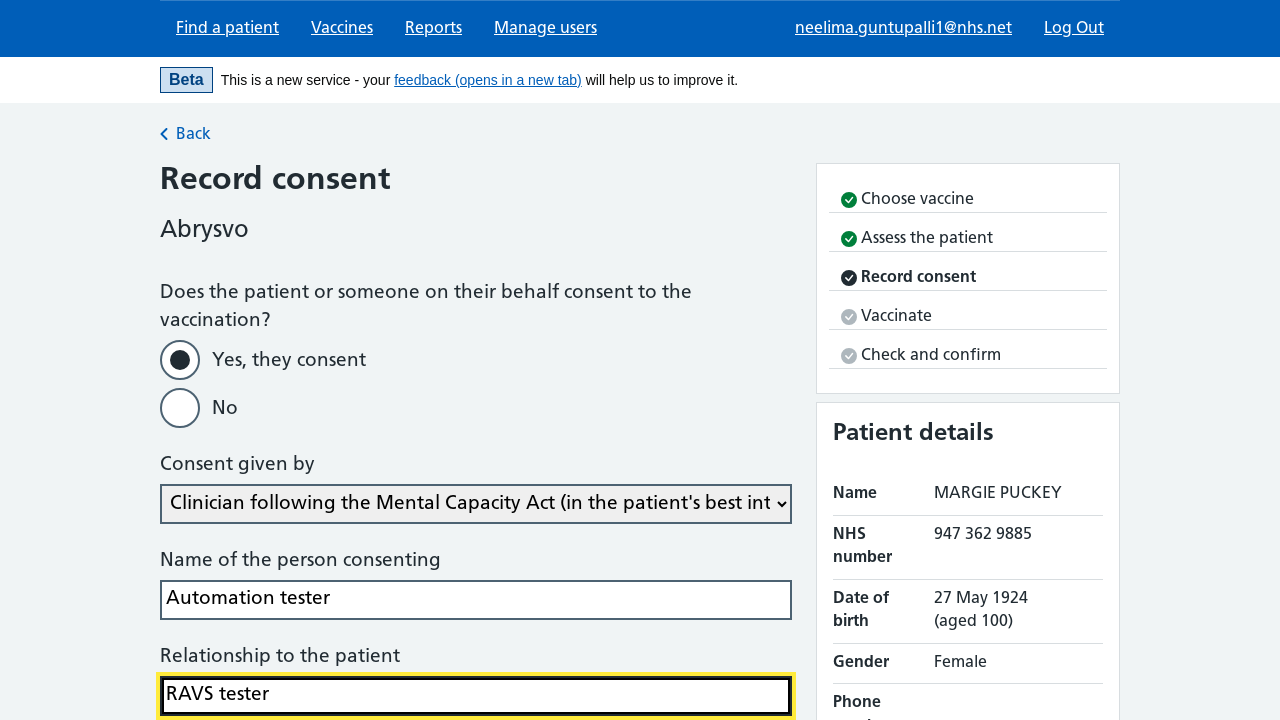 Find a patient Vaccines Reports Manage users neelima.guntupalli1@nhs.net Log Out
Beta This is a new service - your feedback (opens in a new tab) will help us to improve it.
Back
Record consent
Abrysvo
Does the patient or someone on their behalf consent to the
vaccination?
Yes, they consent
No
Consent given by
Clinician following the Mental Capacity Act (in the patient's best int
Name of the person consenting
Automation tester
Relationship to the patient
RAVS tester
Choose vaccine
Assess the patient
Record consent
Vaccinate
Check and confirm
Patient details
Name MARGIE PUCKEY
NHS 947 362 9885
number
Date of 27 May 1924
birth (aged 100)
Gender Female
Phone